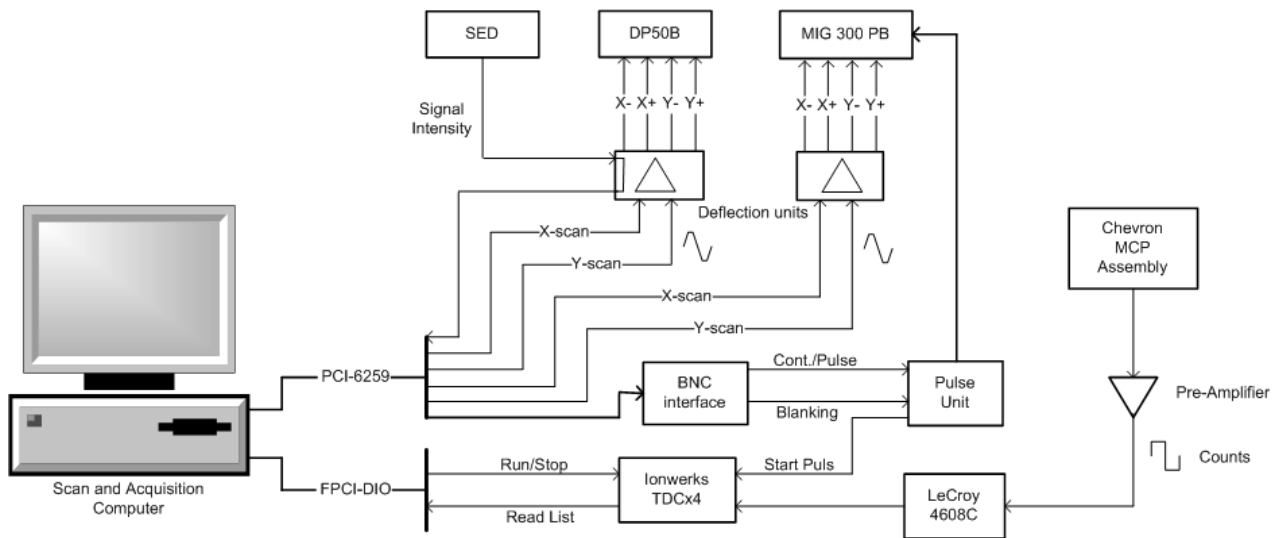 SED
DP50B
MIG 300 PB
Signal
Intensity
X-
X+
Y-
Y+
X-
X+
Y-
Y+
Deflection units
X-scan
Y-scan
X-scan
Y-scan
Chevron
MCP
Assembly
PCI-6259
BNC
interface
Cont./Pulse
Blanking
Pulse
Unit
Pre-Amplifier
Counts
Scan and Acquisition
Computer
FPCI-DIO
Run/Stop
Read List
Ionwerks
TDCx4
Start Puls
LeCroy
4608C